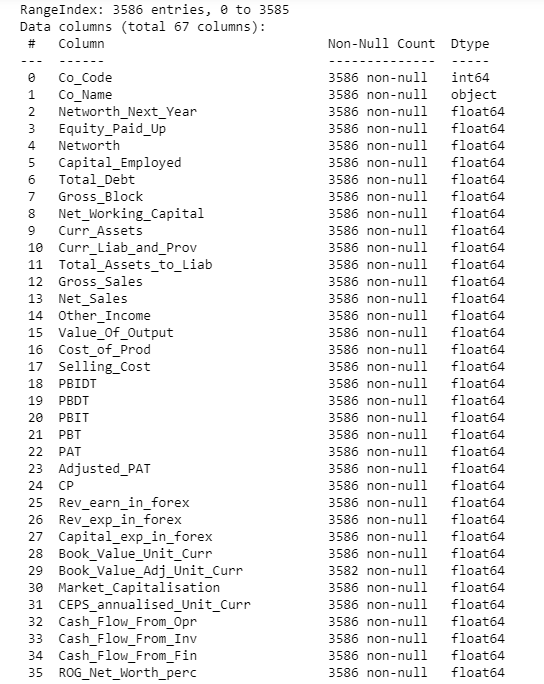 RangeIndex: 3586 entries, 0 to 3585
Data columns (total 67 columns):
#   Column   Non-Null Count   Dtype
---  ------   --------------   -----
0   Co_Code   3586 non-null   int64
1   Co_Name   3586 non-null   object
2   Networth_Next_Year   3586 non-null   float64
3   Equity_Paid_Up   3586 non-null   float64
4   Networth   3586 non-null   float64
5   Capital_Employed   3586 non-null   float64
6   Total_Debt   3586 non-null   float64
7   Gross_Block   3586 non-null   float64
8   Net_Working_Capital   3586 non-null   float64
9   Curr_Assets   3586 non-null   float64
10  Curr_Liab_and_Prov   3586 non-null   float64
11  Total_Assets_to_Liab   3586 non-null   float64
12  Gross_Sales   3586 non-null   float64
13  Net_Sales   3586 non-null   float64
14  Other_Income   3586 non-null   float64
15  Value_Of_Output   3586 non-null   float64
16  Cost_of_Prod   3586 non-null   float64
17  Selling_Cost   3586 non-null   float64
18  PBIDT   3586 non-null   float64
19  PBDT   3586 non-null   float64
20  PBIT   3586 non-null   float64
21  PBT   3586 non-null   float64
22  PAT   3586 non-null   float64
23  Adjusted_PAT   3586 non-null   float64
24  CP   3586 non-null   float64
25  Rev_earn_in_forex   3586 non-null   float64
26  Rev_exp_in_forex   3586 non-null   float64
27  Capital_exp_in_forex   3586 non-null   float64
28  Book_Value_Unit_Curr   3586 non-null   float64
29  Book_Value_Adj_Unit_Curr   3582 non-null   float64
30  Market_Capitalisation   3586 non-null   float64
31  CEPS_annualised_Unit_Curr   3586 non-null   float64
32  Cash_Flow_From_Opr   3586 non-null   float64
33  Cash_Flow_From_Inv   3586 non-null   float64
34  Cash_Flow_From_Fin   3586 non-null   float64
35  ROG_Net_Worth_perc   3586 non-null   float64